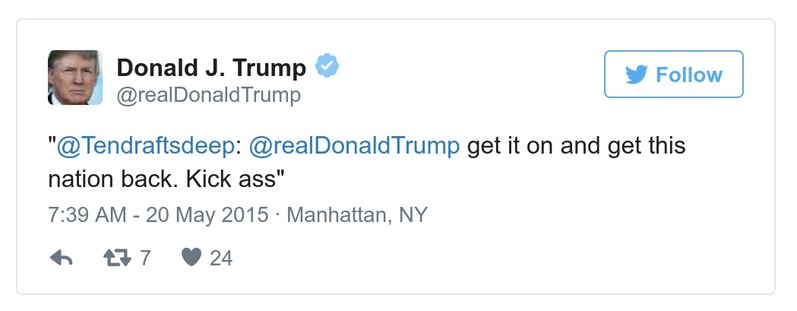 Donald J. Trump
@realDonaldTrump
Follow
"@Tendraftsdeep: @realDonaldTrump get it on and get this
nation back. Kick ass"
7:39 AM - 20 May 2015 · Manhattan, NY
7 24